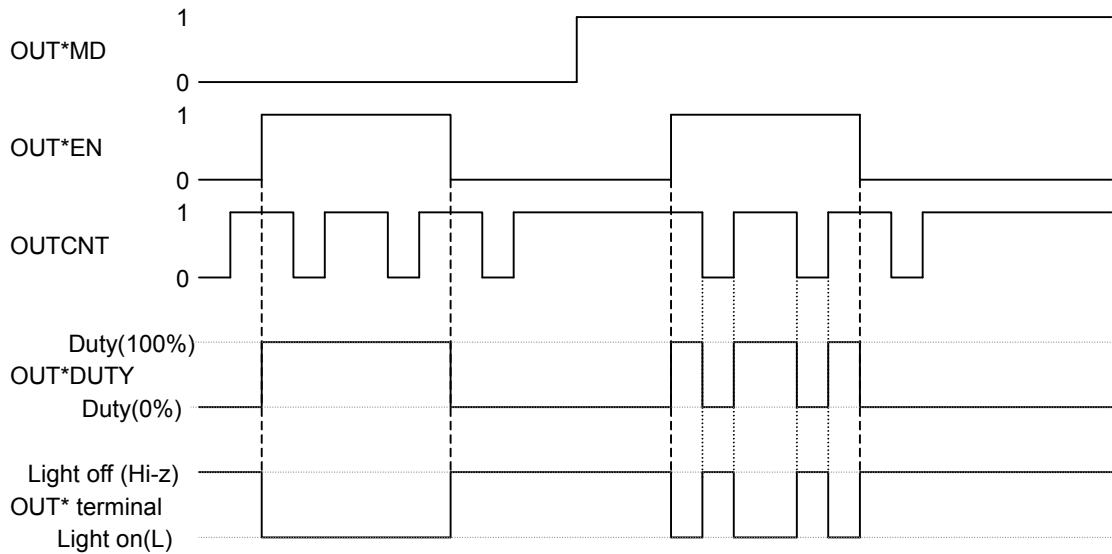 1
OUT*MD
0
1
OUT*EN
0
1
OUTCNT
0
Duty(100%)
OUT*DUTY
Duty(0%)
Light off (Hi-z)
OUT* terminal
Light on(L)